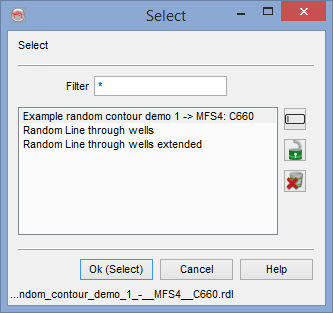 Select
Select
Filter *
Example random contour demo 1 -> MFS4: C660
Random Line through wells
Random Line through wells extended
Ok (Select) Cancel Help
...ndom_contour_demo_1_-__MFS4__C660.rdl